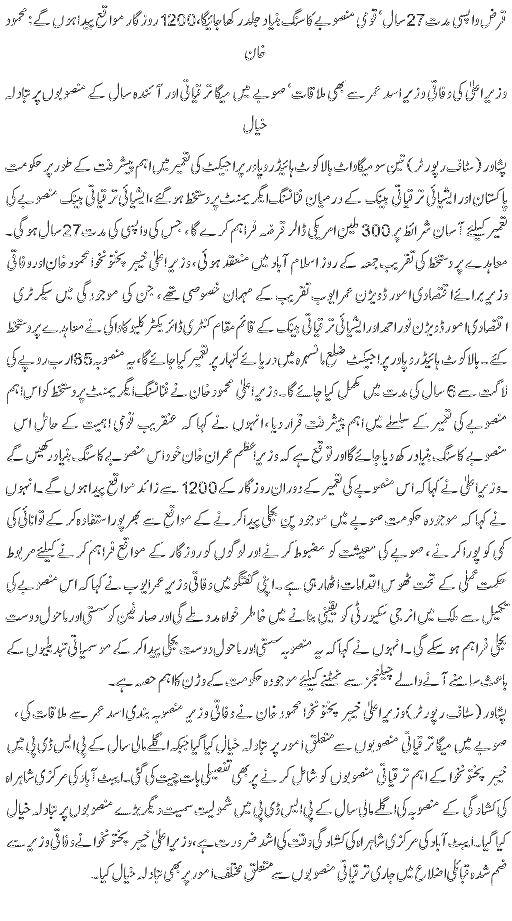 قرض واپسی مدت 27 سال‘ قومی منصوبے کا سنگ بنیاد جلد رکھا جائیگا، 1200 روزگار مواقع پیدا ہوں گے: محمود
خان
وزیراعلیٰ کی وفاقی وزیر اسد عمر سے بھی ملاقات‘ صوبے میں میگا ترقیاتی اور آئندہ سال کے منصوبوں پر تبادلہ
خیال
پشاور (سٹاف رپورٹر) تین سو میگاواٹ بالاکوٹ ہائیڈرو پاور پراجیکٹ کی تعمیر میں اہم پیشرفت کے طور پر حکومت
پاکستان اور ایشیائی ترقیاتی بینک کے درمیان فنانسنگ ایگریمنٹ پر دستخط ہو گئے، ایشیائی ترقیاتی بینک منصوبے کی
تعمیر کیلئے آسان شرائط پر 300 ملین امریکی ڈالر قرضہ فراہم کرے گا، جس کی واپسی کی مدت 27 سال ہو گی۔
معاہدے پر دستخط کی تقریب جمعہ کے روز اسلام آباد میں منعقد ہوئی، وزیراعلیٰ خیبر پختونخوا محمود خان اور وفاقی
وزیر برائے اقتصادی امور ڈویژن عمر ایوب تقریب کے مہمان خصوصی تھے، جن کی موجودگی میں سیکرٹری
اقتصادی امور ڈویژن نور احمد اور ایشیائی ترقیاتی بینک کے قائم مقام کنٹری ڈائریکٹر کلیو کاواکی نے معاہدے پر دستخط
کئے۔ بالاکوٹ ہائیڈرو پاور پراجیکٹ ضلع مانسہرہ میں دریائے کنہار پر تعمیر کیا جائے گا، یہ منصوبہ 85 ارب روپے کی
لاگت سے 6 سال کی مدت میں مکمل کیا جائے گا۔ وزیراعلیٰ محمود خان نے فنانسنگ ایگریمنٹ پر دستخط کو اس اہم
منصوبے کی تعمیر کے سلسلے میں اہم پیشرفت قرار دیا، انہوں نے کہا کہ عنقریب قومی اہمیت کے حامل اس
منصوبے کا سنگ بنیاد رکھ دیا جائے گا اور توقع ہے کہ وزیراعظم عمران خان خود اس منصوبے کا سنگ بنیاد رکھیں گے
۔ وزیراعلیٰ نے کہا کہ اس منصوبے کی تعمیر کے دوران روزگار کے 1200 سے زائد مواقع پیدا ہوں گے۔ انہوں
نے کہا کہ موجودہ حکومت صوبے میں موجود پن بجلی پیدا کرنے کے مواقع سے بھرپور استفادہ کر کے توانائی کی
کمی کو پورا کرنے، صوبے کی معیشت کو مضبوط کرنے اور لوگوں کو روزگار کے مواقع فراہم کرنے کیلئے مربوط
حکمت عملی کے تحت ٹھوس اقدامات اٹھا رہی ہے۔ اپنی گفتگو میں وفاقی وزیر عمر ایوب نے کہا کہ اس منصوبے کی
تکمیل سے ملک میں انرجی سکیورٹی کو یقینی بنانے میں خاطر خواہ مدد ملے گی اور صارفین کو سستی اور ماحول دوست
بجلی فراہم ہو سکے گی۔ انہوں نے کہا کہ یہ منصوبہ سستی اور ماحول دوست بجلی پیدا کر کے موسمیاتی تبدیلیوں کے
باعث سامنے آنے والے چیلنجز سے نمٹنے کیلئے موجودہ حکومت کے وژن کا اہم حصہ ہے۔
پشاور (سٹاف رپورٹر) وزیراعلیٰ خیبر پختونخوا محمود خان نے وفاقی وزیر منصوبہ بندی اسد عمر سے ملاقات کی،
صوبے میں میگا ترقیاتی منصوبوں سے متعلق امور پر تبادلہ خیال کیا گیا جبکہ اگلے مالی سال کے پی ایس ڈی پی میں
خیبر پختونخوا کے اہم ترقیاتی منصوبوں کو شامل کرنے پر بھی تفصیلی بات چیت کی گئی۔ ایبٹ آباد کی مرکزی شاہراہ
کی کشادگی کے منصوبہ کی اگلے مالی سال کے پی ایس ڈی پی میں شمولیت سمیت دیگر بڑے منصوبوں پر تبادلہ خیال
کیا گیا۔ ایبٹ آباد کی مرکزی شاہراہ کی کشادگی وقت کی اشد ضرورت ہے، وزیراعلیٰ خیبر پختونخوا نے وفاقی وزیر سے
ضم شدہ قبائلی اضلاع میں جاری ترقیاتی منصوبوں سے متعلق مختلف امور پر بھی تبادلہ خیال کیا۔